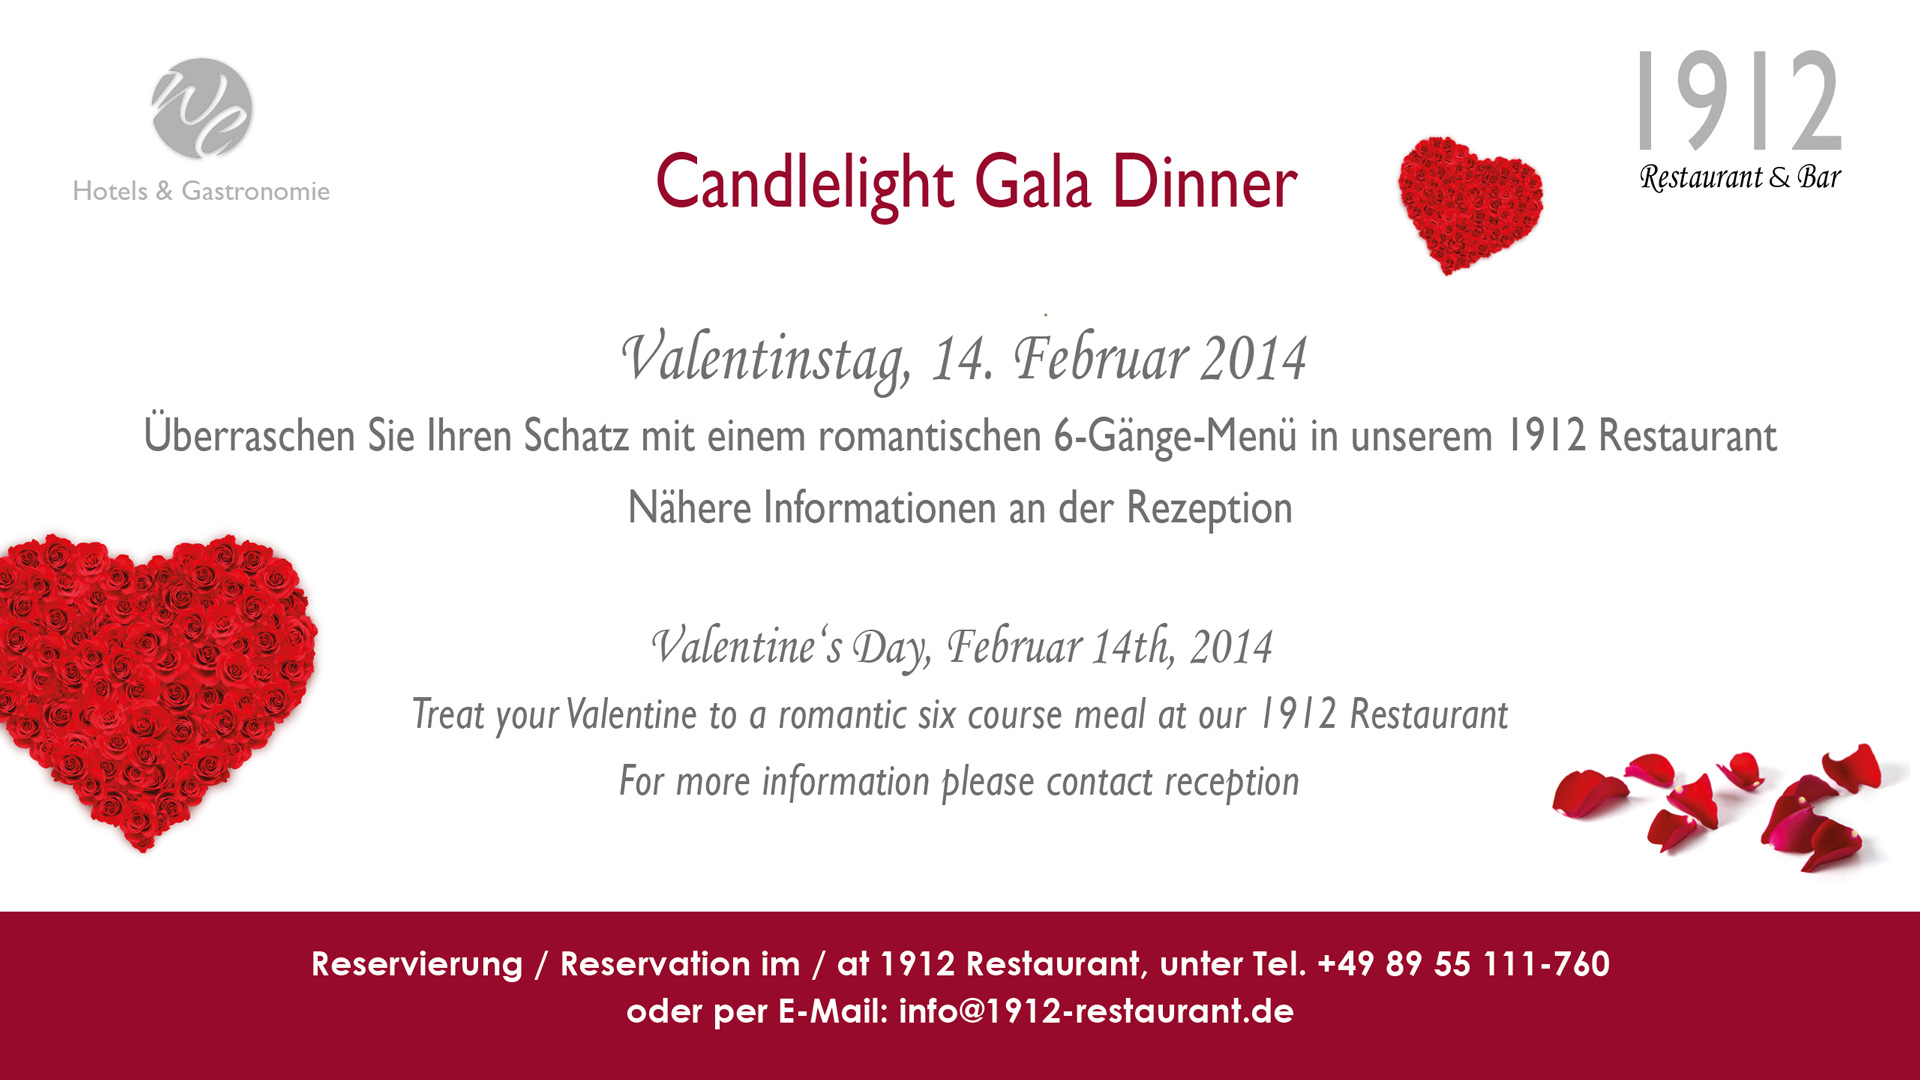 WC
Hotels & Gastronomie
1912
Restaurant & Bar
Candlelight Gala Dinner
Valentinstag, 14. Februar 2014
Überraschen Sie Ihren Schatz mit einem romantischen 6-Gänge-Menü in unserem 1912 Restaurant
Nähere Informationen an der Rezeption
Valentine‘s Day, Februar 14th, 2014
Treat your Valentine to a romantic six course meal at our 1912 Restaurant
For more information please contact reception
Reservierung / Reservation im / at 1912 Restaurant, unter Tel. +49 89 55 111-760
oder per E-Mail: info@1912-restaurant.de